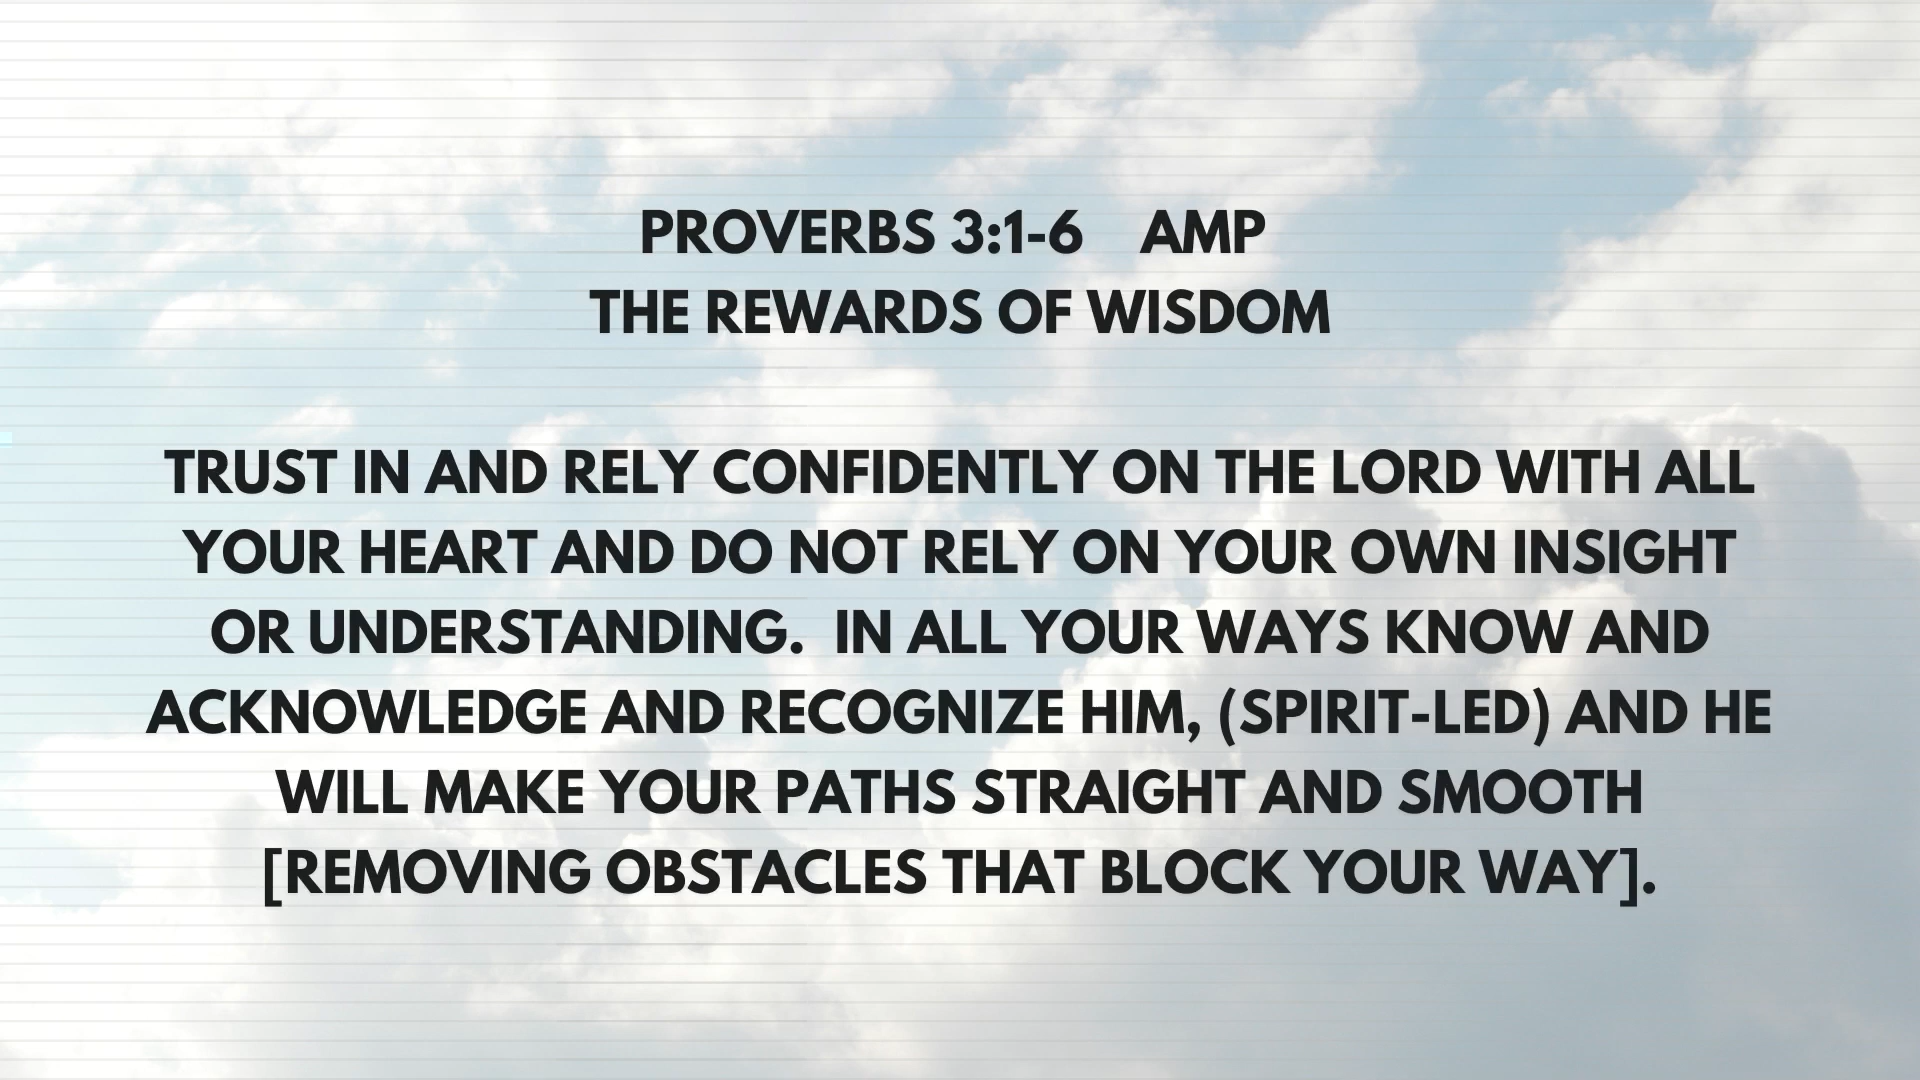 PROVERBS 3:1-6    AMP
THE REWARDS OF WISDOM
TRUST IN AND RELY CONFIDENTLY ON THE LORD WITH ALL
YOUR HEART AND DO NOT RELY ON YOUR OWN INSIGHT
OR UNDERSTANDING.  IN ALL YOUR WAYS KNOW AND
ACKNOWLEDGE AND RECOGNIZE HIM, (SPIRIT-LED) AND HE
WILL MAKE YOUR PATHS STRAIGHT AND SMOOTH
[REMOVING OBSTACLES THAT BLOCK YOUR WAY].